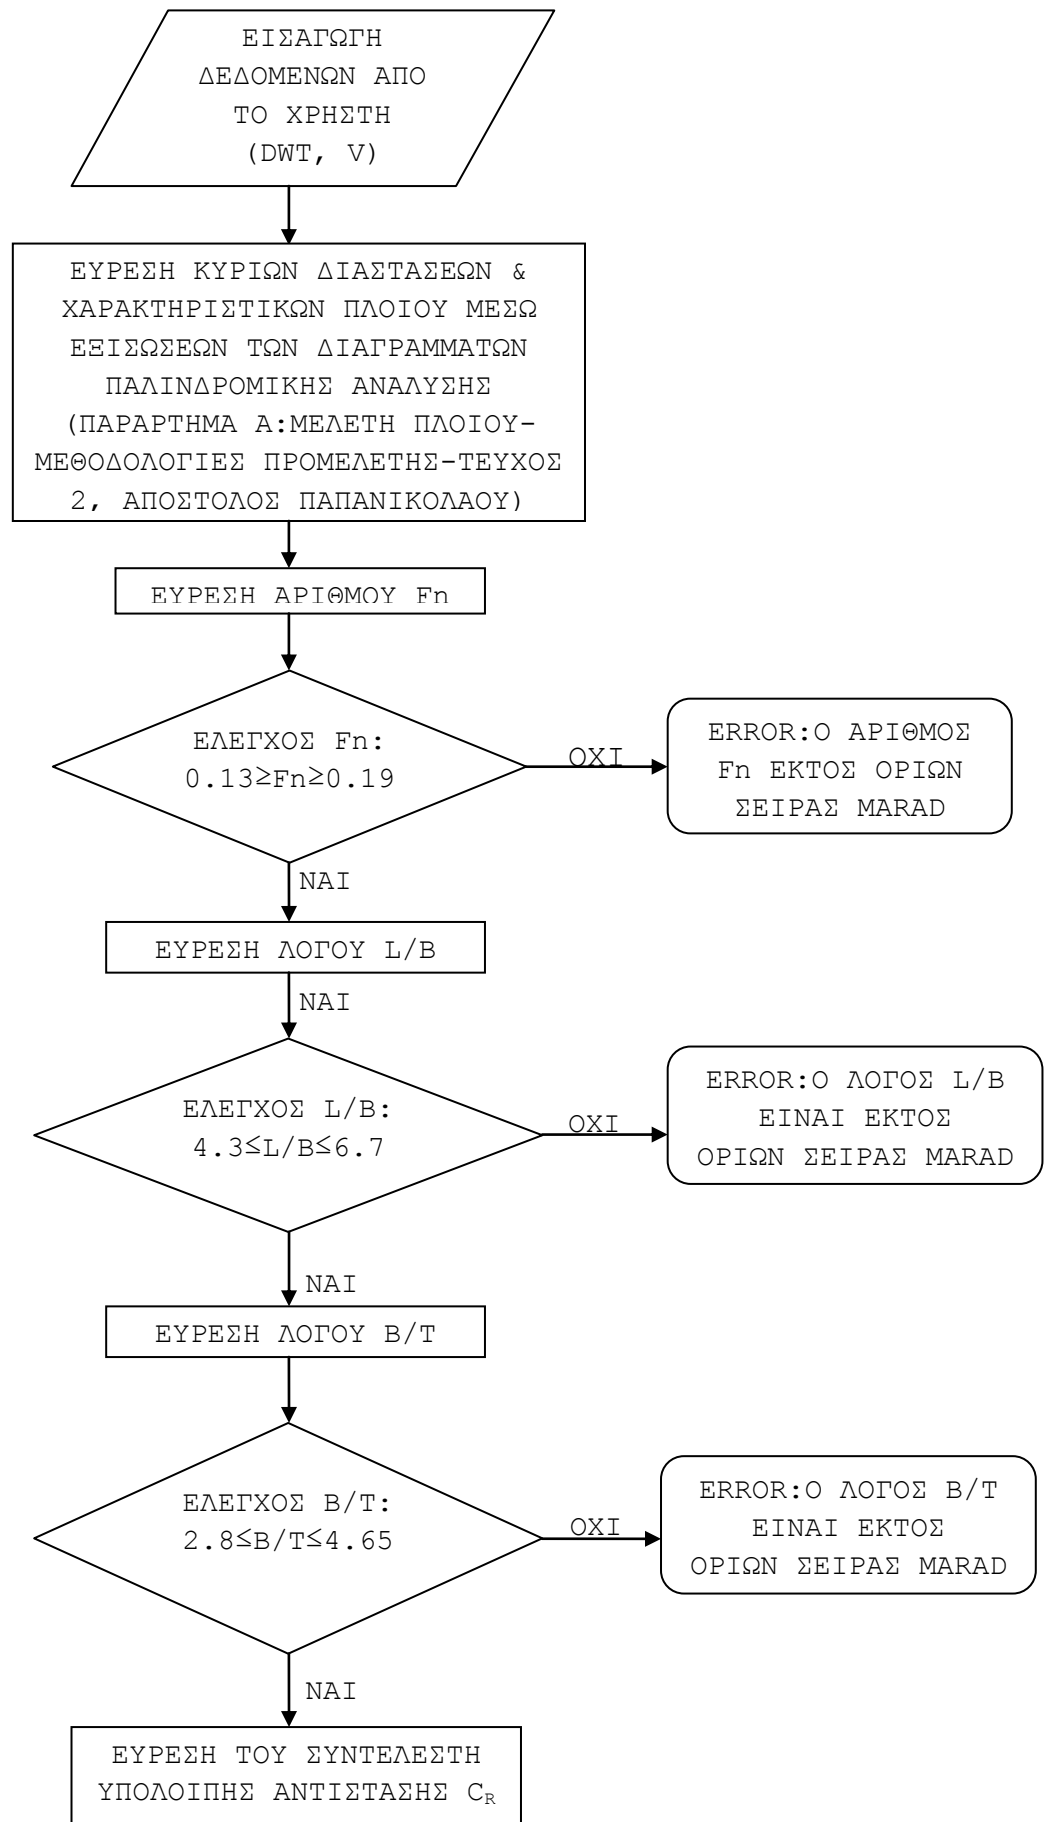 ΕΙΣΑΓΩΓΗ
ΔΕΔΟΜΕΝΩΝ ΑΠΟ
ΤΟ ΧΡΗΣΤΗ
(DWT, V)
ΕΥΡΕΣΗ ΚΥΡΙΩΝ ΔΙΑΣΤΑΣΕΩΝ &
ΧΑΡΑΚΤΗΡΙΣΤΙΚΩΝ ΠΛΟΙΟΥ ΜΕΣΩ
ΕΞΙΣΩΣΕΩΝ ΤΩΝ ΔΙΑΓΡΑΜΜΑΤΩΝ
ΠΑΛΙΝΔΡΟΜΙΚΗΣ ΑΝΑΛΥΣΗΣ
(ΠΑΡΑΡΤΗΜΑ Α:ΜΕΛΕΤΗ ΠΛΟΙΟΥ-
ΜΕΘΟΔΟΛΟΓΙΕΣ ΠΡΟΜΕΛΕΤΗΣ-ΤΕΥΧΟΣ
2, ΑΠΟΣΤΟΛΟΣ ΠΑΠΑΝΙΚΟΛΑΟΥ)
ΕΥΡΕΣΗ ΑΡΙΘΜΟΥ Fn
ΕΛΕΓΧΟΣ Fn:
0.13≥Fn≥0.19
ΟΧΙ
ERROR:Ο ΑΡΙΘΜΟΣ
Fn ΕΚΤΟΣ ΟΡΙΩΝ
ΣΕΙΡΑΣ MARAD
ΝΑΙ
ΕΥΡΕΣΗ ΛΟΓΟΥ L/B
ΝΑΙ
ΕΛΕΓΧΟΣ L/B:
4.3≤L/B≤6.7
ΟΧΙ
ERROR:Ο ΛΟΓΟΣ L/B
ΕΙΝΑΙ ΕΚΤΟΣ
ΟΡΙΩΝ ΣΕΙΡΑΣ MARAD
ΝΑΙ
ΕΥΡΕΣΗ ΛΟΓΟΥ B/T
ΕΛΕΓΧΟΣ B/T:
2.8≤B/T≤4.65
ΟΧΙ
ERROR:Ο ΛΟΓΟΣ B/T
ΕΙΝΑΙ ΕΚΤΟΣ
ΟΡΙΩΝ ΣΕΙΡΑΣ MARAD
ΝΑΙ
ΕΥΡΕΣΗ ΤΟΥ ΣΥΝΤΕΛΕΣΤΗ
ΥΠΟΛΟΙΠΗΣ ΑΝΤΙΣΤΑΣΗΣ C_R